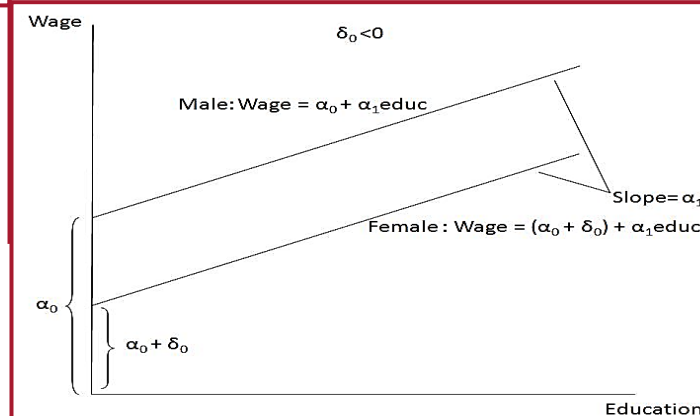 Wage
δ₀<0
Male: Wage = α₀ + α₁educ
Slope= α₁
Female : Wage = (α₀ + δ₀) + α₁educ
α₀
α₀ + δ₀
Education